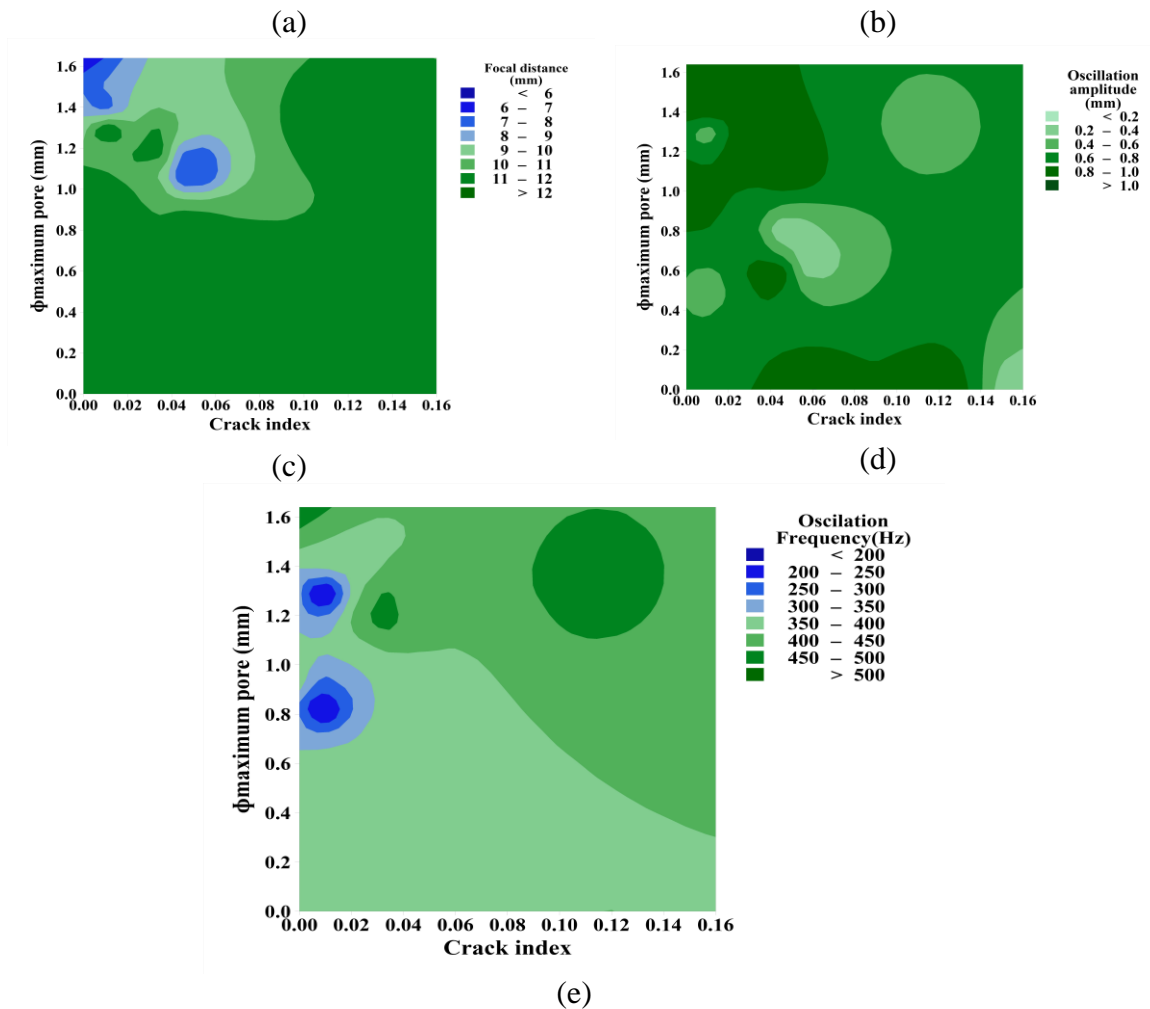 (a)
(b)
Focal distance
(mm)
< 6
6 – 7
7 – 8
8 – 9
9 – 10
10 – 11
11 – 12
> 12
ϕmaximum pore (mm)
1.6
1.4
1.2
1.0
0.8
0.6
0.4
0.2
0.0
0.00 0.02 0.04 0.06 0.08 0.10 0.12 0.14 0.16
Crack index
Oscillation
amplitude
(mm)
< 0.2
0.2 – 0.4
0.4 – 0.6
0.6 – 0.8
0.8 – 1.0
> 1.0
ϕmaximum pore (mm)
1.6
1.4
1.2
1.0
0.8
0.6
0.4
0.2
0.0
0.00 0.02 0.04 0.06 0.08 0.10 0.12 0.14 0.16
Crack index
(c)
(d)
Oscilation
Frequency(Hz)
< 200
200 – 250
250 – 300
300 – 350
350 – 400
400 – 450
450 – 500
> 500
ϕmaximum pore (mm)
1.6
1.4
1.2
1.0
0.8
0.6
0.4
0.2
0.0
0.00 0.02 0.04 0.06 0.08 0.10 0.12 0.14 0.16
Crack index
(e)